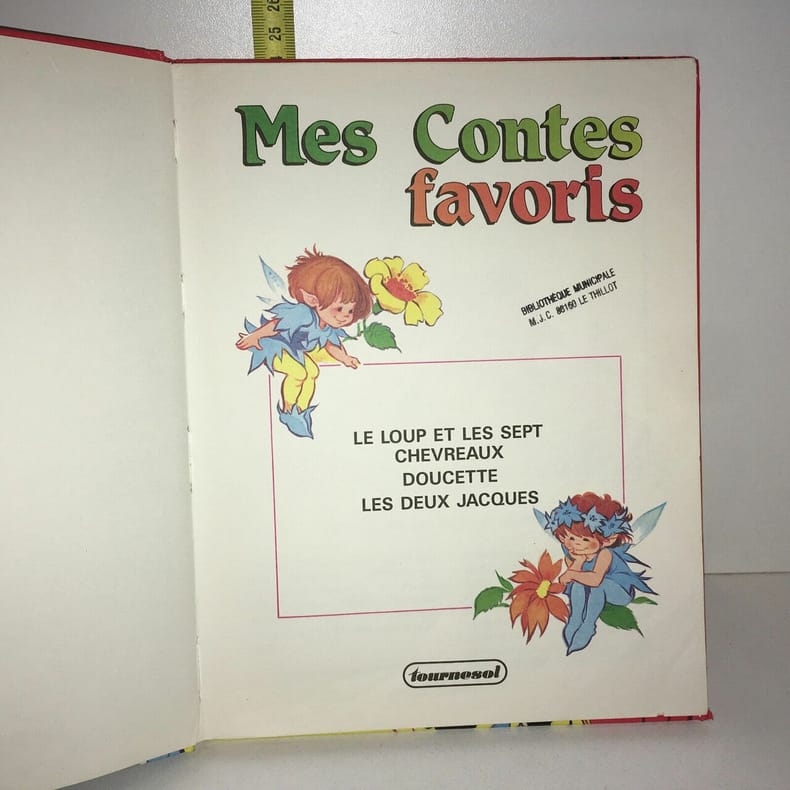 25 26
Mes Contes
favoris
BIBLIOTHÈQUE MUNICIPALE
M.J.C. 88160 LE THILLOT
LE LOUP ET LES SEPT
CHEVREAUX
DOUCETTE
LES DEUX JACQUES
tournesol